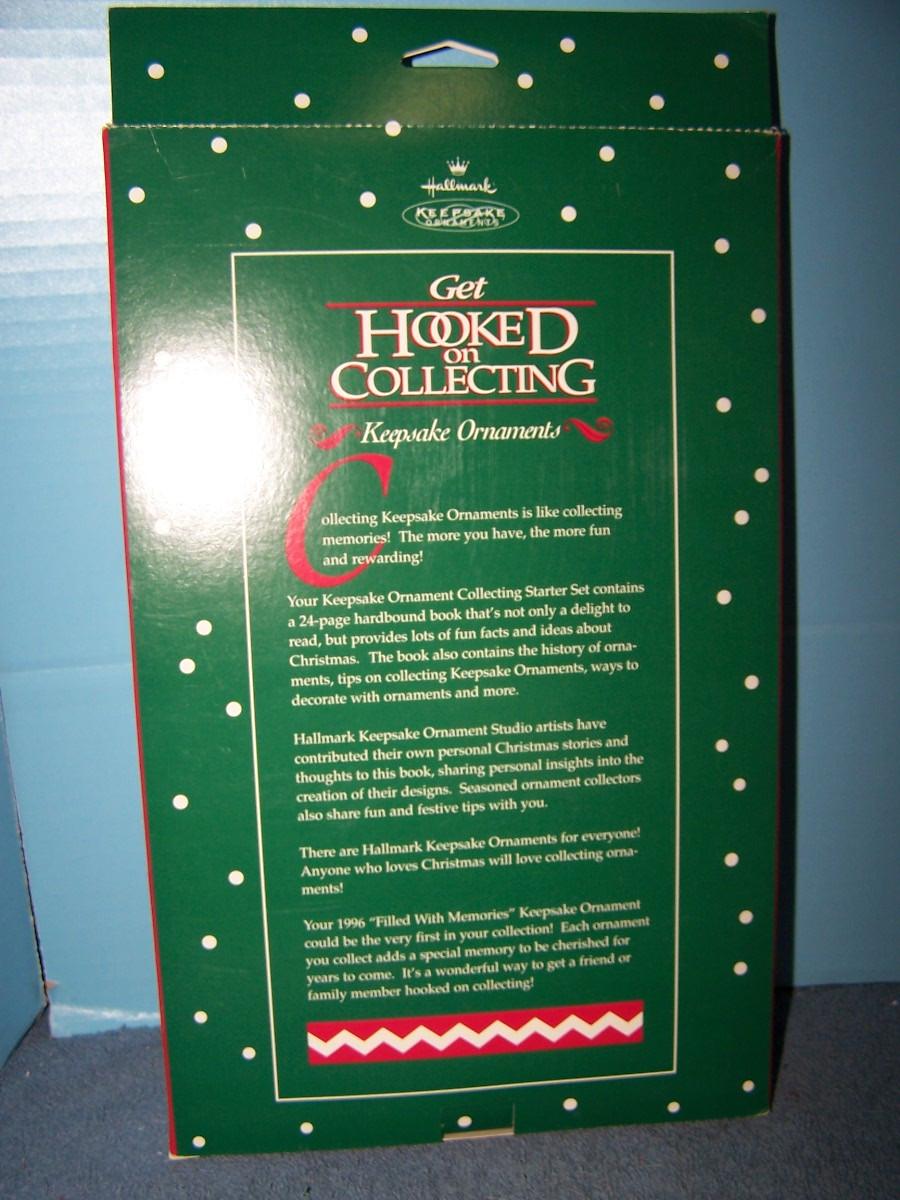 Hallmark
KEEPSAKE
ORNAMENTS
Get
HOOKED
on
COLLECTING
Keepsake Ornaments
Collecting Keepsake Ornaments is like collecting
memories! The more you have, the more fun
and rewarding!
Your Keepsake Ornament Collecting Starter Set contains
a 24-page hardbound book that's not only a delight to
read, but provides lots of fun facts and ideas about
Christmas. The book also contains the history of orna-
ments, tips on collecting Keepsake Ornaments, ways to
decorate with ornaments and more.
Hallmark Keepsake Ornament Studio artists have
contributed their own personal Christmas stories and
thoughts to this book, sharing personal insights into the
creation of their designs. Seasoned ornament collectors
also share fun and festive tips with you.
There are Hallmark Keepsake Ornaments for everyone!
Anyone who loves Christmas will love collecting orna-
ments!
Your 1996 "Filled With Memories" Keepsake Ornament
could be the very first in your collection! Each ornament
you collect adds a special memory to be cherished for
years to come. It's a wonderful way to get a friend or
family member hooked on collecting!